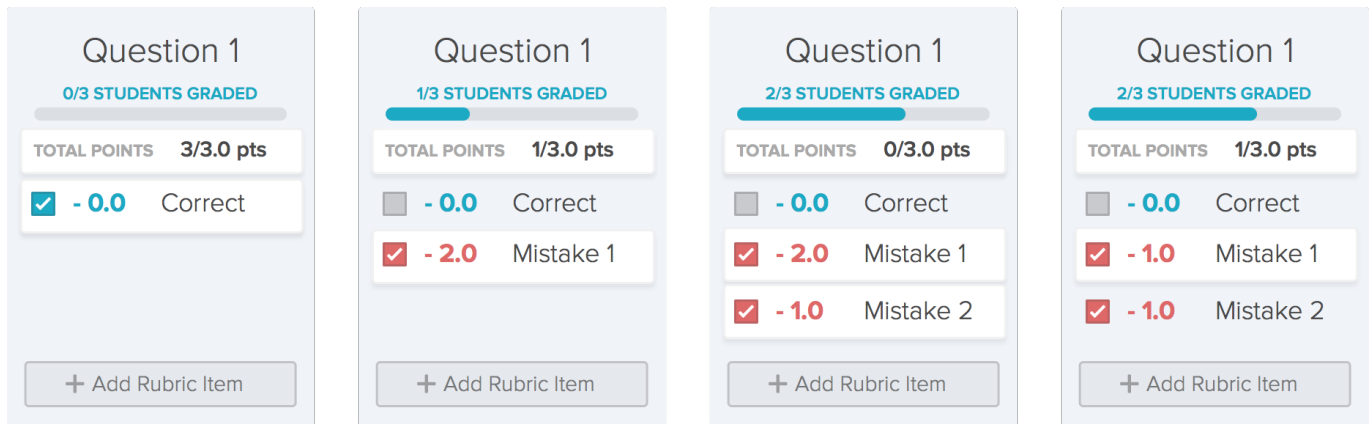 Question 1
0/3 STUDENTS GRADED
TOTAL POINTS 3/3.0 pts
- 0.0 Correct
+ Add Rubric Item
Question 1
1/3 STUDENTS GRADED
TOTAL POINTS 1/3.0 pts
- 0.0 Correct
- 2.0 Mistake 1
+ Add Rubric Item
Question 1
2/3 STUDENTS GRADED
TOTAL POINTS 0/3.0 pts
- 0.0 Correct
- 2.0 Mistake 1
- 1.0 Mistake 2
+ Add Rubric Item
Question 1
2/3 STUDENTS GRADED
TOTAL POINTS 1/3.0 pts
- 0.0 Correct
- 1.0 Mistake 1
- 1.0 Mistake 2
+ Add Rubric Item